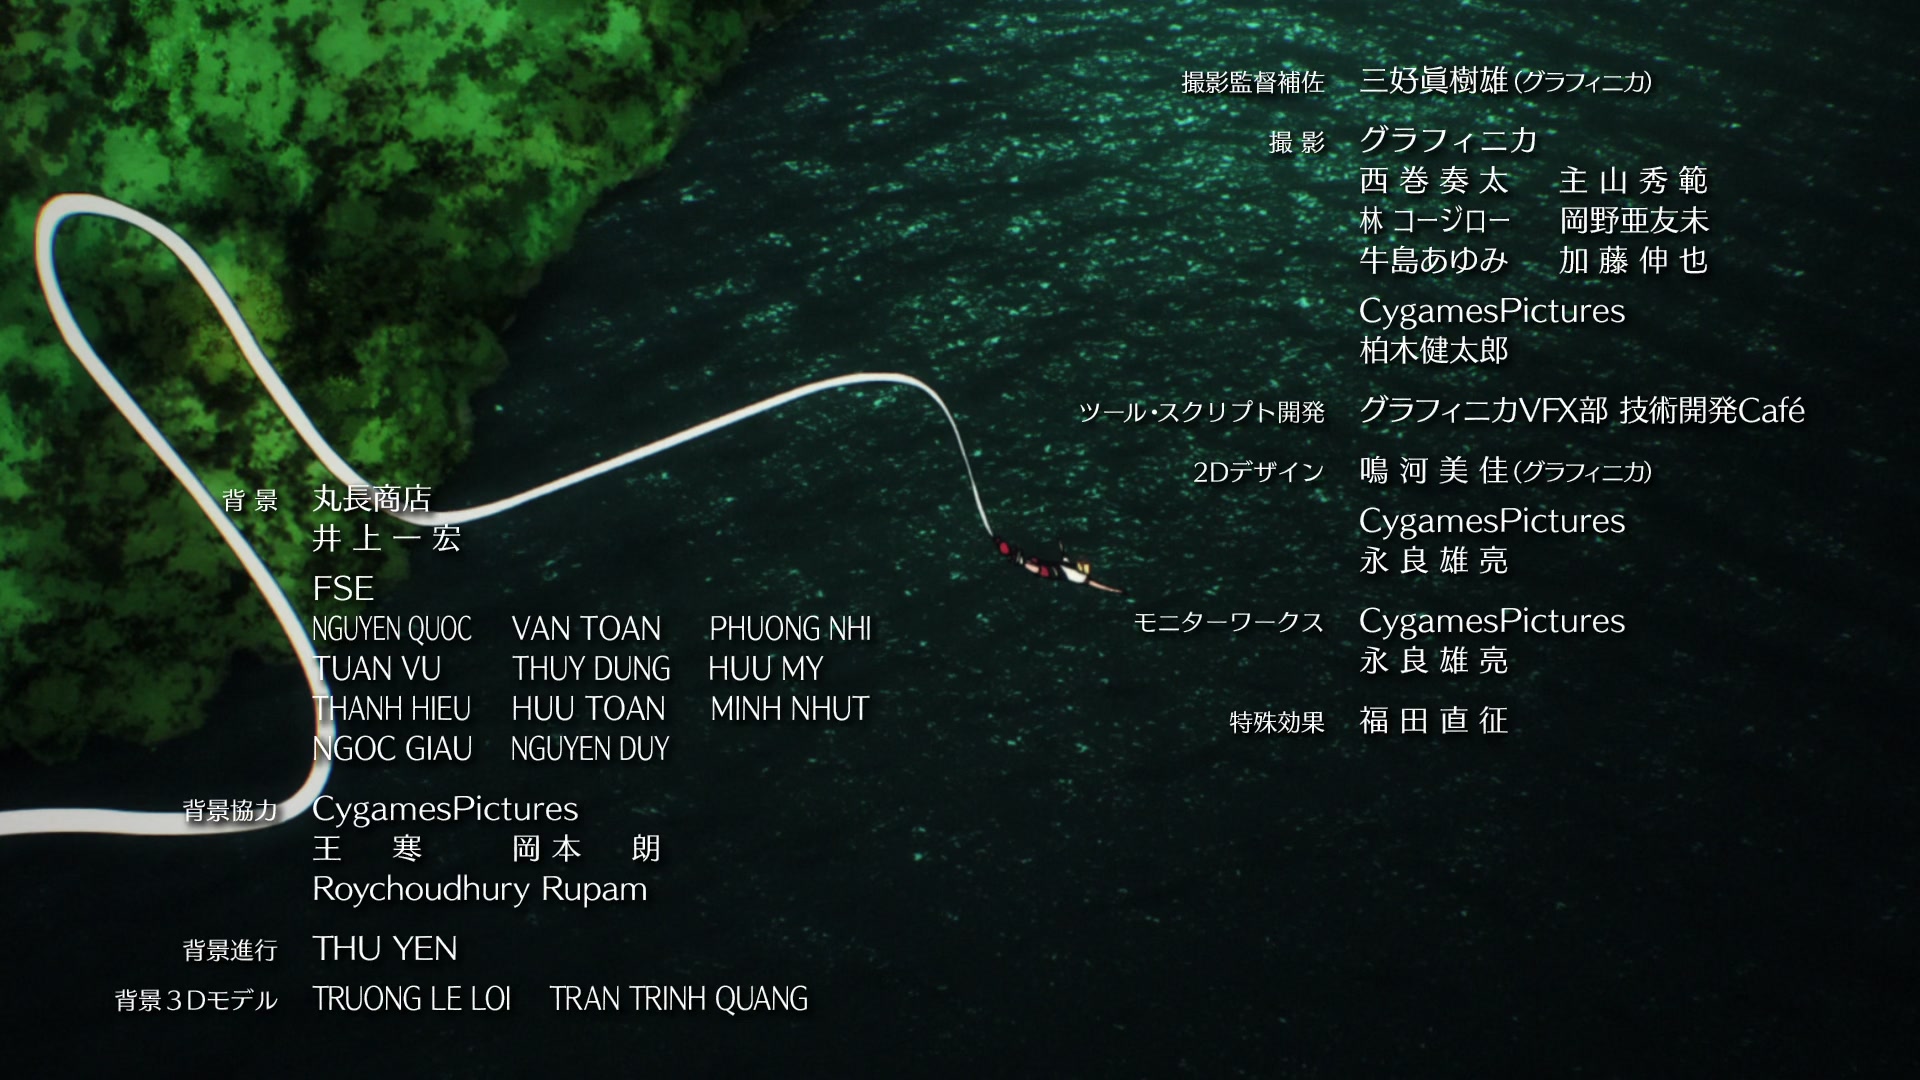 背景 丸長商店
井上一宏
FSE
NGUYEN QUOC VAN TOAN PHUONG NHI
TUAN VU THUY DUNG HUU MY
THANH HIEU HUU TOAN MINH NHUT
NGOC GIAU NGUYEN DUY
背景協力 CygamesPictures
王寒 岡本朗
Roychoudhury Rupam
背景進行 THU YEN
背景3Dモデル TRUONG LE LOI TRAN TRINH QUANG
撮影監督補佐 三好眞樹雄(グラフィニカ)
撮影 グラフィニカ
西巻奏太 主山秀範
林コージロー 岡野亜友未
牛島あゆみ 加藤伸也
CygamesPictures
柏木健太郎
ツール・スクリプト開発 グラフィニカVFX部 技術開発Café
2Dデザイン 鳴河美佳(グラフィニカ)
CygamesPictures
永良雄亮
モニターワークス CygamesPictures
永良雄亮
特殊効果 福田直征